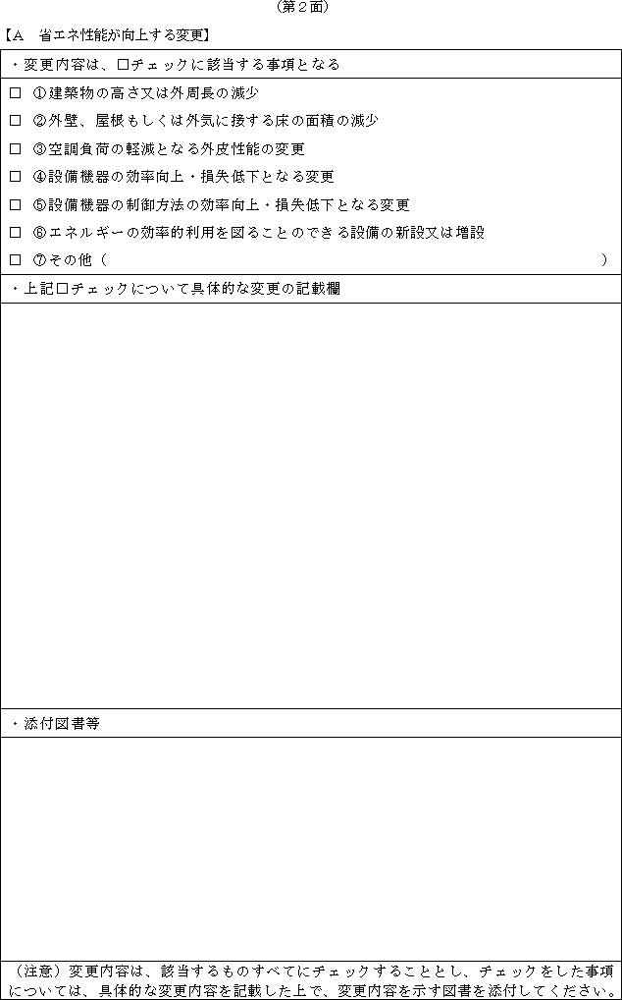 （第２面）
【Ａ　省エネ性能が向上する変更】
・変更内容は、□チェックに該当する事項となる
□　①建築物の高さ又は外周長の減少
□　②外壁、屋根もしくは外気に接する床の面積の減少
□　③空調負荷の軽減となる外皮性能の変更
□　④設備機器の効率向上・損失低下となる変更
□　⑤設備機器の制御方法の効率向上・損失低下となる変更
□　⑥エネルギーの効率的利用を図ることのできる設備の新設又は増設
□　⑦その他（　　　　　　　　　　　　　　　　　　　　　　　　　　　　　　　　）
・上記□チェックについて具体的な変更の記載欄
・添付図書等
（注意）変更内容は、該当するものすべてにチェックすることとし、チェックをした事項
については、具体的な変更内容を記載した上で、変更内容を示す図書を添付してください。